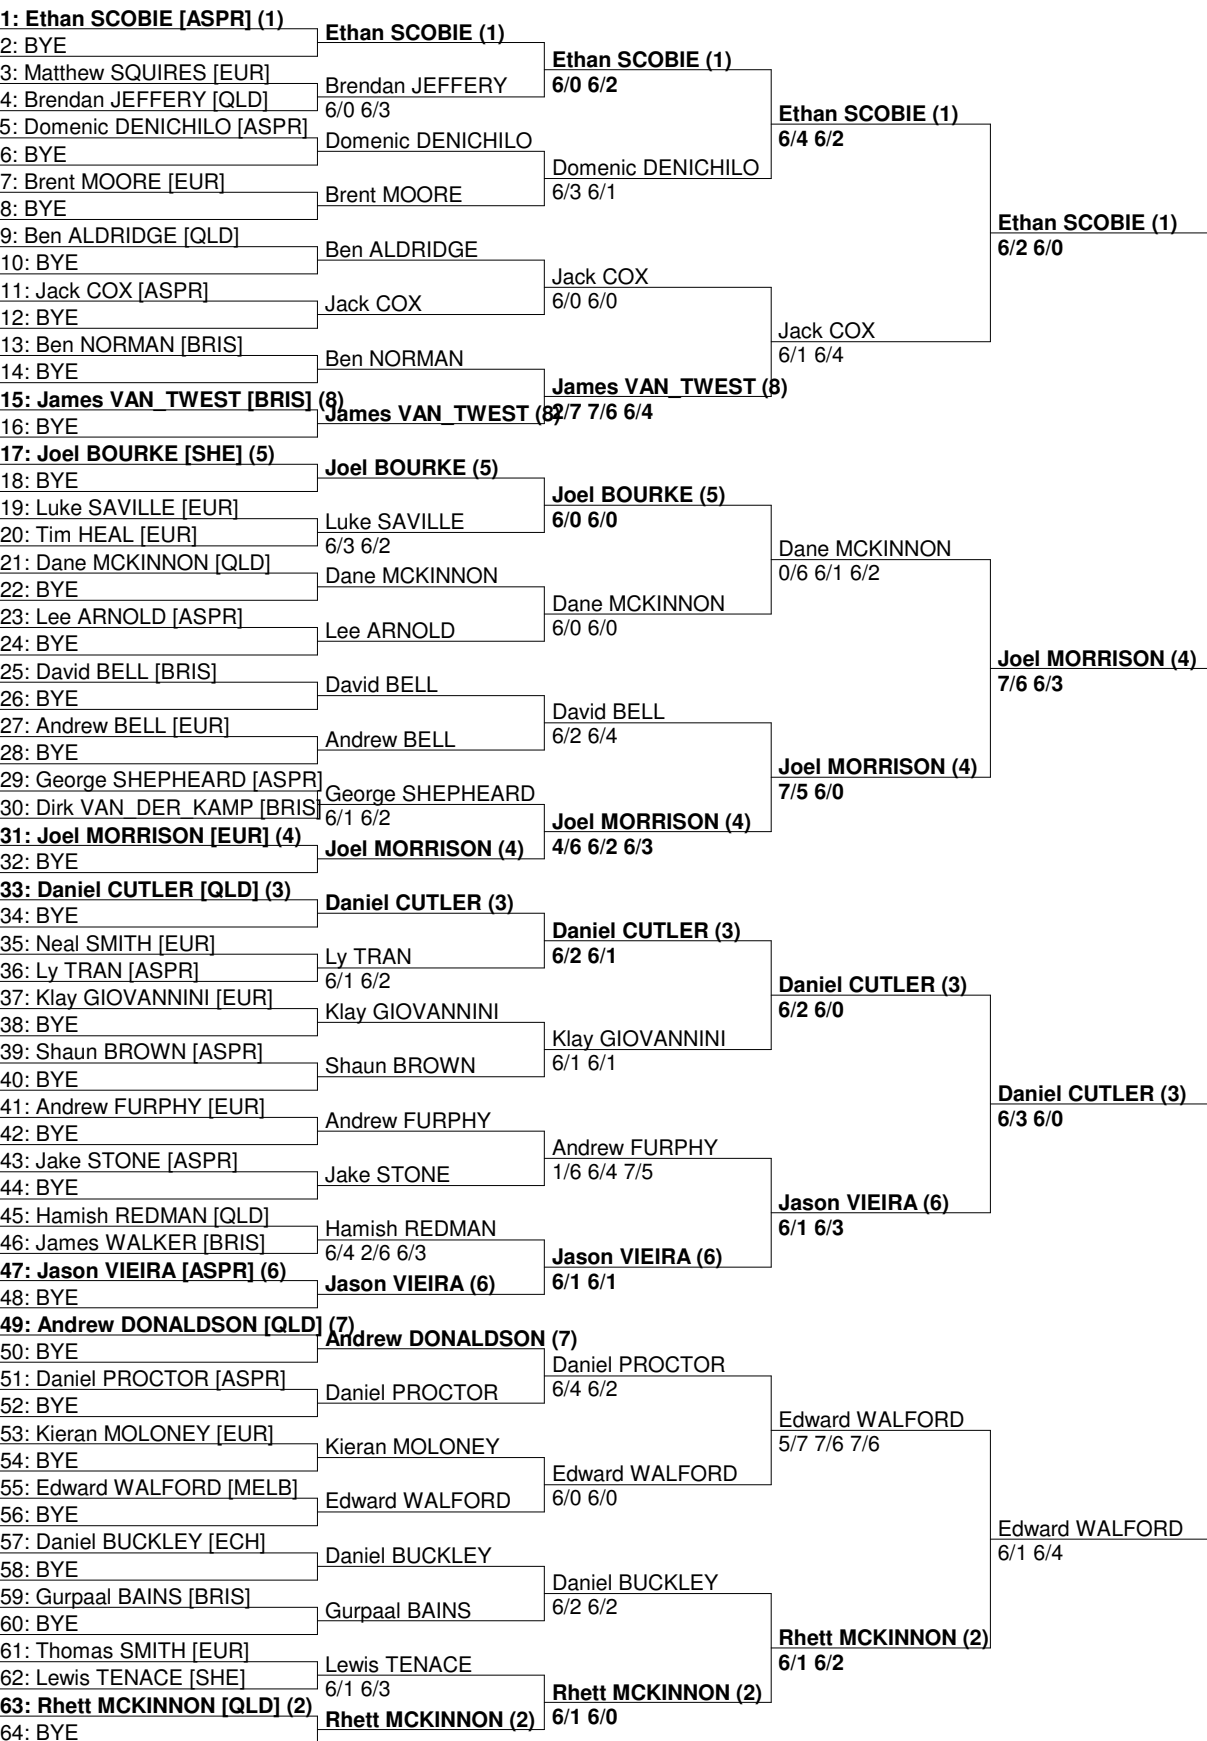 1: Ethan SCOBIE [ASPR] (1)
2: BYE
3: Matthew SQUIRES [EUR]
4: Brendan JEFFERY [QLD]
5: Domenic DENICHILO [ASPR]
6: BYE
7: Brent MOORE [EUR]
8: BYE
9: Ben ALDRIDGE [QLD]
10: BYE
11: Jack COX [ASPR]
12: BYE
13: Ben NORMAN [BRIS]
14: BYE
15: James VAN_TWEST [BRIS] (8)
16: BYE
17: Joel BOURKE [SHE] (5)
18: BYE
19: Luke SAVILLE [EUR]
20: Tim HEAL [EUR]
21: Dane MCKINNON [QLD]
22: BYE
23: Lee ARNOLD [ASPR]
24: BYE
25: David BELL [BRIS]
26: BYE
27: Andrew BELL [EUR]
28: BYE
29: George SHEPHEARD [ASPR]
30: Dirk VAN_DER_KAMP [BRIS]
31: Joel MORRISON [EUR] (4)
32: BYE
33: Daniel CUTLER [QLD] (3)
34: BYE
35: Neal SMITH [EUR]
36: Ly TRAN [ASPR]
37: Klay GIOVANNINI [EUR]
38: BYE
39: Shaun BROWN [ASPR]
40: BYE
41: Andrew FURPHY [EUR]
42: BYE
43: Jake STONE [ASPR]
44: BYE
45: Hamish REDMAN [QLD]
46: James WALKER [BRIS]
47: Jason VIEIRA [ASPR] (6)
48: BYE
49: Andrew DONALDSON [QLD] (7)
50: BYE
51: Daniel PROCTOR [ASPR]
52: BYE
53: Kieran MOLONEY [EUR]
54: BYE
55: Edward WALFORD [MELB]
56: BYE
57: Daniel BUCKLEY [ECH]
58: BYE
59: Gurpaal BAINS [BRIS]
60: BYE
61: Thomas SMITH [EUR]
62: Lewis TENACE [SHE]
63: Rhett MCKINNON [QLD] (2)
64: BYE
Ethan SCOBIE (1)
Brendan JEFFERY
6/0 6/3
Domenic DENICHILO
Brent MOORE
Ben ALDRIDGE
Jack COX
Ben NORMAN
James VAN_TWEST (8)
Joel BOURKE (5)
Luke SAVILLE
6/3 6/2
Dane MCKINNON
Lee ARNOLD
David BELL
Andrew BELL
George SHEPHEARD
6/1 6/2
Joel MORRISON (4)
Daniel CUTLER (3)
Ly TRAN
6/1 6/2
Klay GIOVANNINI
Shaun BROWN
Andrew FURPHY
Jake STONE
Hamish REDMAN
6/4 2/6 6/3
Jason VIEIRA (6)
Andrew DONALDSON (7)
Daniel PROCTOR
Kieran MOLONEY
Edward WALFORD
Daniel BUCKLEY
Gurpaal BAINS
Lewis TENACE
6/1 6/3
Rhett MCKINNON (2)
Ethan SCOBIE (1)
6/0 6/2
Domenic DENICHILO
6/3 6/1
Jack COX
6/0 6/0
James VAN_TWEST (8)
2/7 7/6 6/4
Joel BOURKE (5)
6/0 6/0
Dane MCKINNON
6/0 6/0
David BELL
6/2 6/4
Joel MORRISON (4)
4/6 6/2 6/3
Daniel CUTLER (3)
6/2 6/1
Klay GIOVANNINI
6/1 6/1
Andrew FURPHY
1/6 6/4 7/5
Jason VIEIRA (6)
6/1 6/1
Daniel PROCTOR
6/4 6/2
Edward WALFORD
6/0 6/0
Daniel BUCKLEY
6/2 6/2
Rhett MCKINNON (2)
6/1 6/0
Ethan SCOBIE (1)
6/4 6/2
Jack COX
6/1 6/4
Dane MCKINNON
0/6 6/1 6/2
Joel MORRISON (4)
7/5 6/0
Daniel CUTLER (3)
6/2 6/0
Jason VIEIRA (6)
6/1 6/3
Edward WALFORD
5/7 7/6 7/6
Rhett MCKINNON (2)
6/1 6/2
Ethan SCOBIE (1)
6/2 6/0
Joel MORRISON (4)
7/6 6/3
Daniel CUTLER (3)
6/3 6/0
Edward WALFORD
6/1 6/4